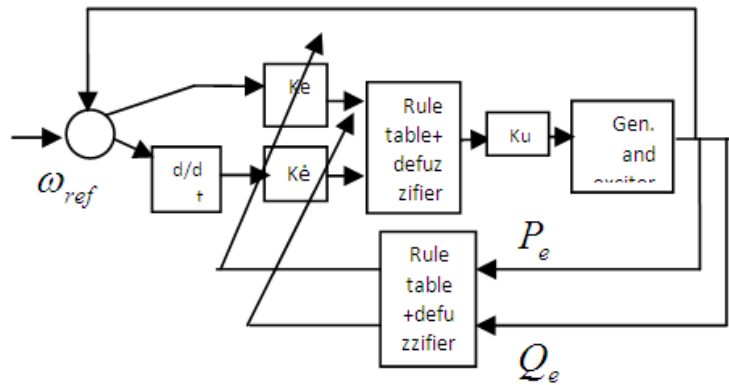 Ke
Rule
table+
defuz
zifier
Ku
Gen.
and
d/d
t
Kė
ω_ref
P_e
Rule
table
+defu
zzifier
Q_e